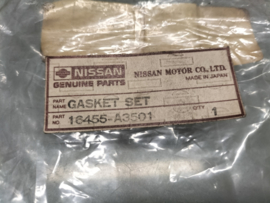 NISSAN
GENUINE PARTS
NISSAN MOTOR CO., LTD.
MADE IN JAPAN
PART NAME GASKET SET
QTY
PART NO. 16455-A3501 1